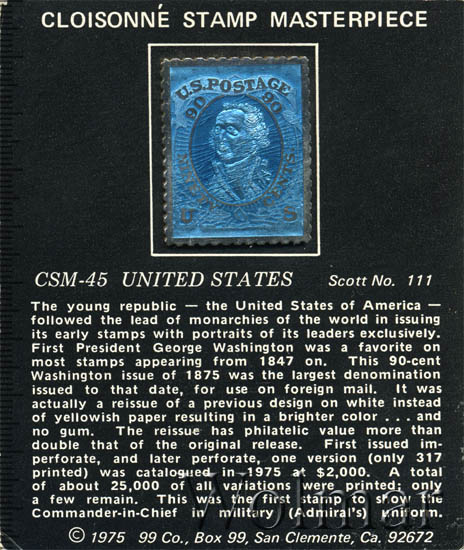 CLOISONNÉ STAMP MASTERPIECE
U.S. POSTAGE
90 90
NINETY CENTS
U S
CSM-45 UNITED STATES Scott No. 111
The young republic — the United States of America —
followed the lead of monarchies of the world in issuing
its early stamps with portraits of its leaders exclusively.
First President George Washington was a favorite on
most stamps appearing from 1847 on. This 90-cent
Washington issue of 1875 was the largest denomination
issued to that date, for use on foreign mail. It was
actually a reissue of a previous design on white instead
of yellowish paper resulting in a brighter color . . . and
no gum. The reissue has philatelic value more than
double that of the original release. First issued im-
perforate, and later perforate, one version (only 317
printed) was catalogued in 1975 at $2,000. A total
of about 25,000 of all variations were printed; only
a few remain. This was the first stamp to show the
Commander-in-Chief in military (Admiral's) uniform.
© 1975 99 Co., Box 99, San Clemente, Ca. 92672
Wolmar